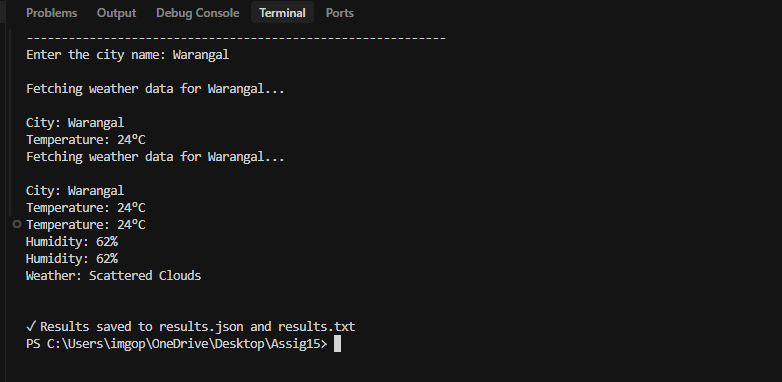 Problems Output Debug Console Terminal Ports
------------------------------------------------------------
Enter the city name: Warangal
Fetching weather data for Warangal...
City: Warangal
Temperature: 24°C
Fetching weather data for Warangal...
City: Warangal
Temperature: 24°C
Temperature: 24°C
Humidity: 62%
Humidity: 62%
Weather: Scattered Clouds
✓ Results saved to results.json and results.txt
PS C:\Users\imgop\OneDrive\Desktop\Assig15>